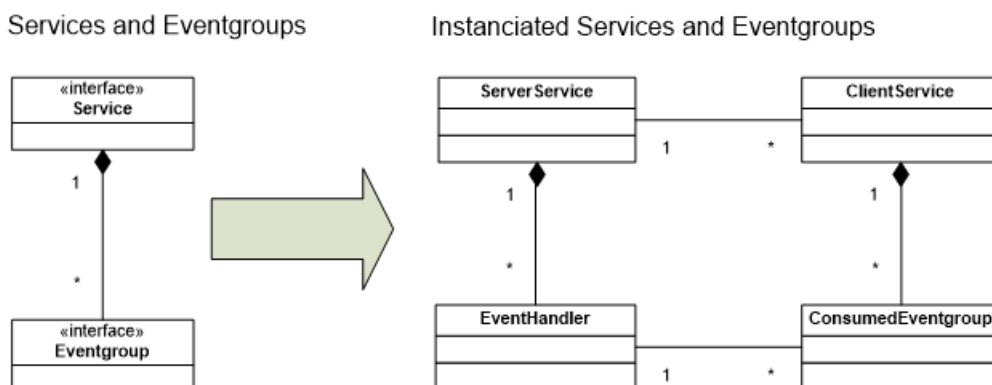 Services and Eventgroups
Instanciated Services and Eventgroups
«interface»
Service
1
*
«interface»
Eventgroup
ServerService
ClientService
1
*
1
1
*
*
EventHandler
ConsumedEventgroup
1
*